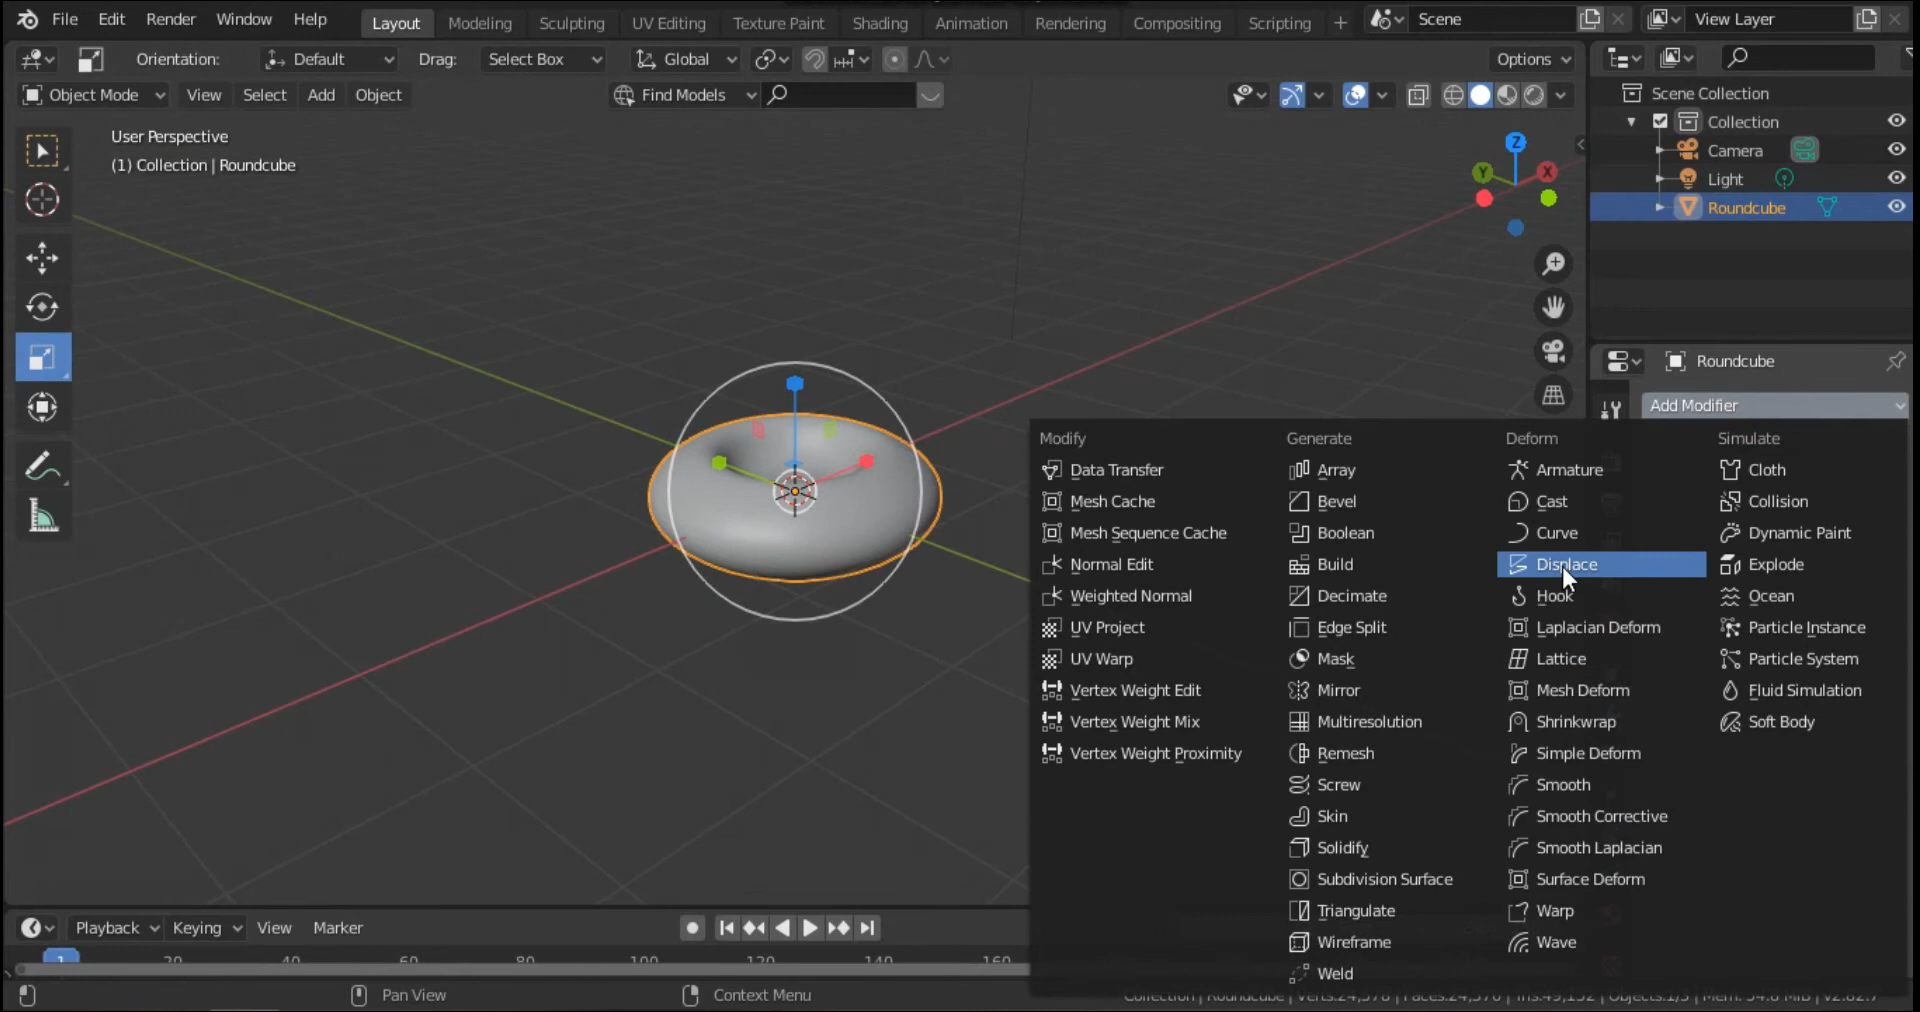 File Edit Render Window Help Layout Modeling Sculpting UV Editing Texture Paint Shading Animation Rendering Compositing Scripting + Scene View Layer
Orientation: Default Drag: Select Box Global Options
Object Mode View Select Add Object Find Models
User Perspective
(1) Collection | Roundcube
Z
Y
X
Scene Collection
Collection
Camera
Light
Roundcube
Roundcube
Add Modifier
Modify
Data Transfer
Mesh Cache
Mesh Sequence Cache
Normal Edit
Weighted Normal
UV Project
UV Warp
Vertex Weight Edit
Vertex Weight Mix
Vertex Weight Proximity
Generate
Array
Bevel
Boolean
Build
Decimate
Edge Split
Mask
Mirror
Multiresolution
Remesh
Screw
Skin
Solidify
Subdivision Surface
Triangulate
Wireframe
Weld
Deform
Armature
Cast
Curve
Displace
Hook
Laplacian Deform
Lattice
Mesh Deform
Shrinkwrap
Simple Deform
Smooth
Smooth Corrective
Smooth Laplacian
Surface Deform
Warp
Wave
Simulate
Cloth
Collision
Dynamic Paint
Explode
Ocean
Particle Instance
Particle System
Fluid Simulation
Soft Body
Playback Keying View Marker
1 20 40 60 80 100 120 140 160
Pan View Context Menu